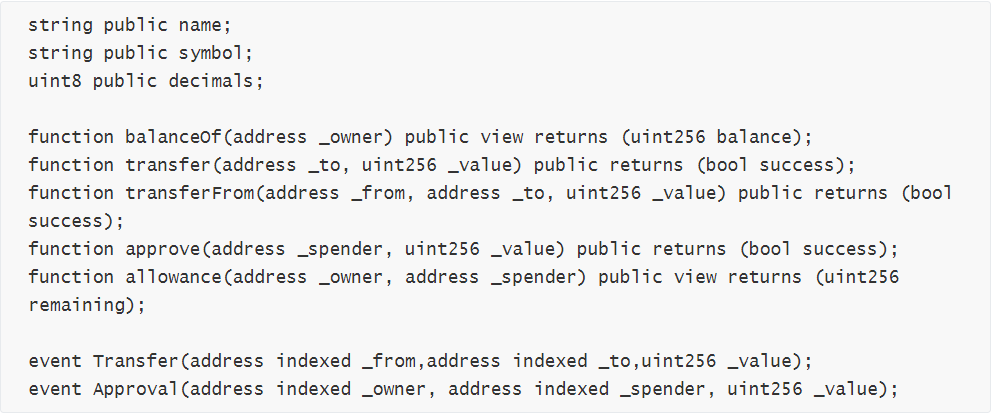 string public name;
string public symbol;
uint8 public decimals;
function balanceOf(address _owner) public view returns (uint256 balance);
function transfer(address _to, uint256 _value) public returns (bool success);
function transferFrom(address _from, address _to, uint256 _value) public returns (bool
success);
function approve(address _spender, uint256 _value) public returns (bool success);
function allowance(address _owner, address _spender) public view returns (uint256
remaining);
event Transfer(address indexed _from,address indexed _to,uint256 _value);
event Approval(address indexed _owner, address indexed _spender, uint256 _value);